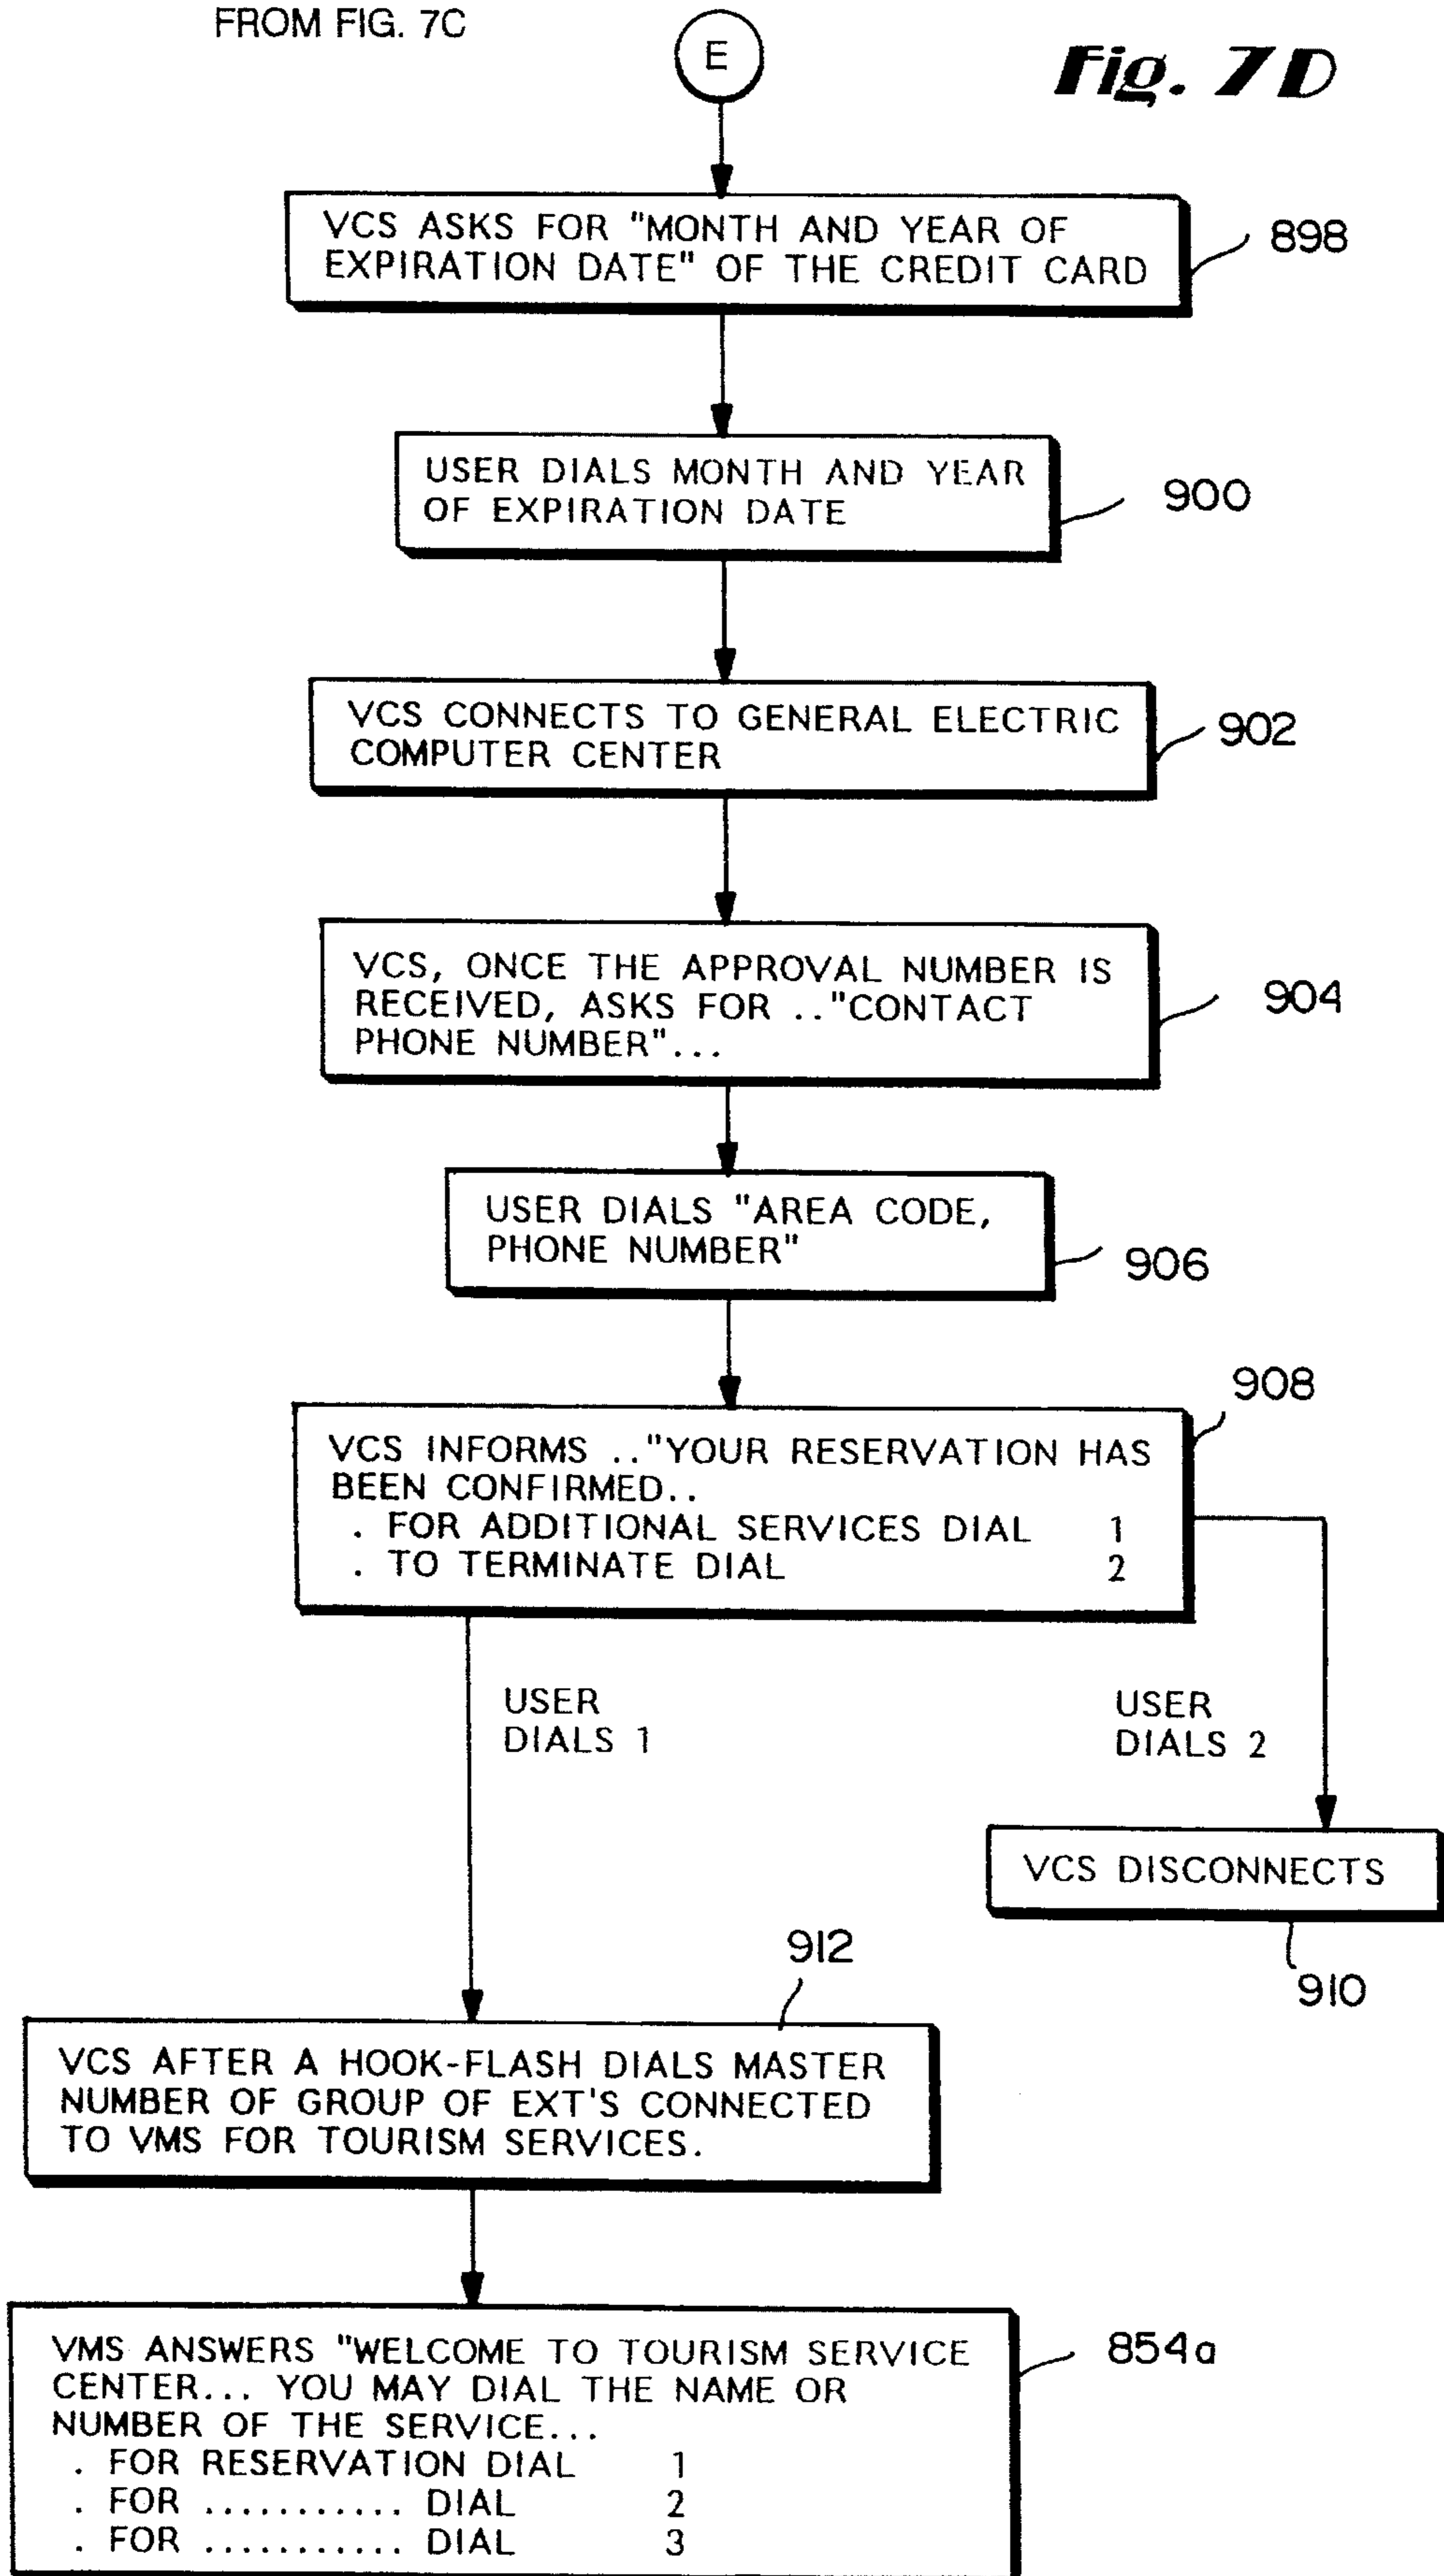 FROM FIG. 7C
E
Fig. 7D
VCS ASKS FOR "MONTH AND YEAR OF
EXPIRATION DATE" OF THE CREDIT CARD
898
USER DIALS MONTH AND YEAR
OF EXPIRATION DATE
900
VCS CONNECTS TO GENERAL ELECTRIC
COMPUTER CENTER
902
VCS, ONCE THE APPROVAL NUMBER IS
RECEIVED, ASKS FOR .."CONTACT
PHONE NUMBER"...
904
USER DIALS "AREA CODE,
PHONE NUMBER"
906
908
VCS INFORMS .."YOUR RESERVATION HAS
BEEN CONFIRMED..
. FOR ADDITIONAL SERVICES DIAL 1
. TO TERMINATE DIAL 2
USER
DIALS 1
USER
DIALS 2
VCS DISCONNECTS
910
912
VCS AFTER A HOOK-FLASH DIALS MASTER
NUMBER OF GROUP OF EXT'S CONNECTED
TO VMS FOR TOURISM SERVICES.
VMS ANSWERS "WELCOME TO TOURISM SERVICE
CENTER... YOU MAY DIAL THE NAME OR
NUMBER OF THE SERVICE...
. FOR RESERVATION DIAL 1
. FOR ........... DIAL 2
. FOR ........... DIAL 3
854a